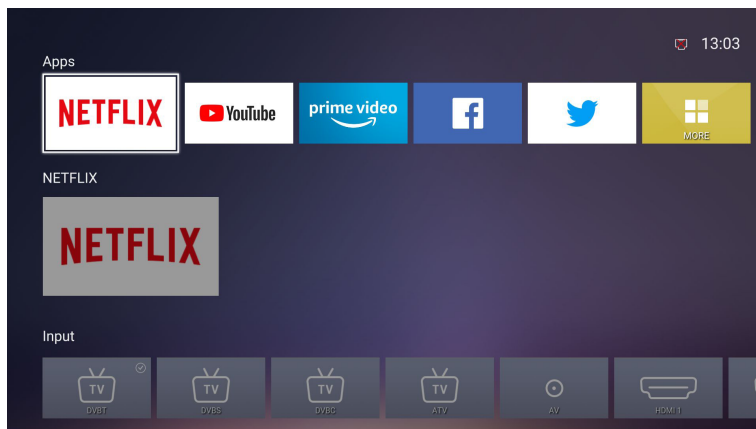 13:03
Apps
NETFLIX YouTube prime video f MORE
NETFLIX
NETFLIX
Input
TV TV TV TV
DVBT DVBS DVBC ATV AV HDMI 1